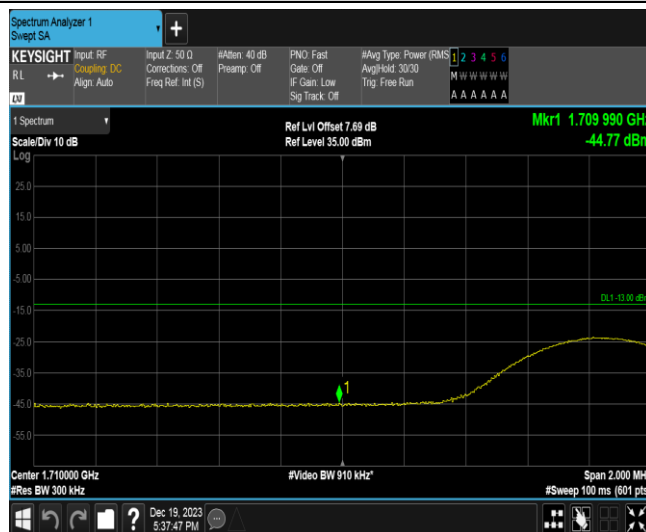 Spectrum Analyzer 1
Swept SA
KEYSIGHT
RL
Input: RF
Coupling: DC
Align: Auto
Input Z: 50 Ω
Corrections: Off
Freq Ref: Int (S)
#Atten: 40 dB
Preamp: Off
PNO: Fast
Gate: Off
IF Gain: Low
Sig Track: Off
#Avg Type: Power (RMS
Avg|Hold: 30/30
Trig: Free Run
1 2 3 4 5 6
M W W W W W
A A A A A A
LXI
1 Spectrum
Scale/Div 10 dB
Ref Lvl Offset 7.69 dB
Ref Level 35.00 dBm
Mkr1 1.709 990 GHz
-44.77 dBm
Log
25.0
15.0
5.00
-5.00
-15.0
-25.0
-35.0
-45.0
-55.0
DL1 -13.00 dBm
1
Center 1.710000 GHz
#Res BW 300 kHz
#Video BW 910 kHz*
Span 2.000 MH
#Sweep 100 ms (601 pts
?
Dec 19, 2023
5:37:47 PM